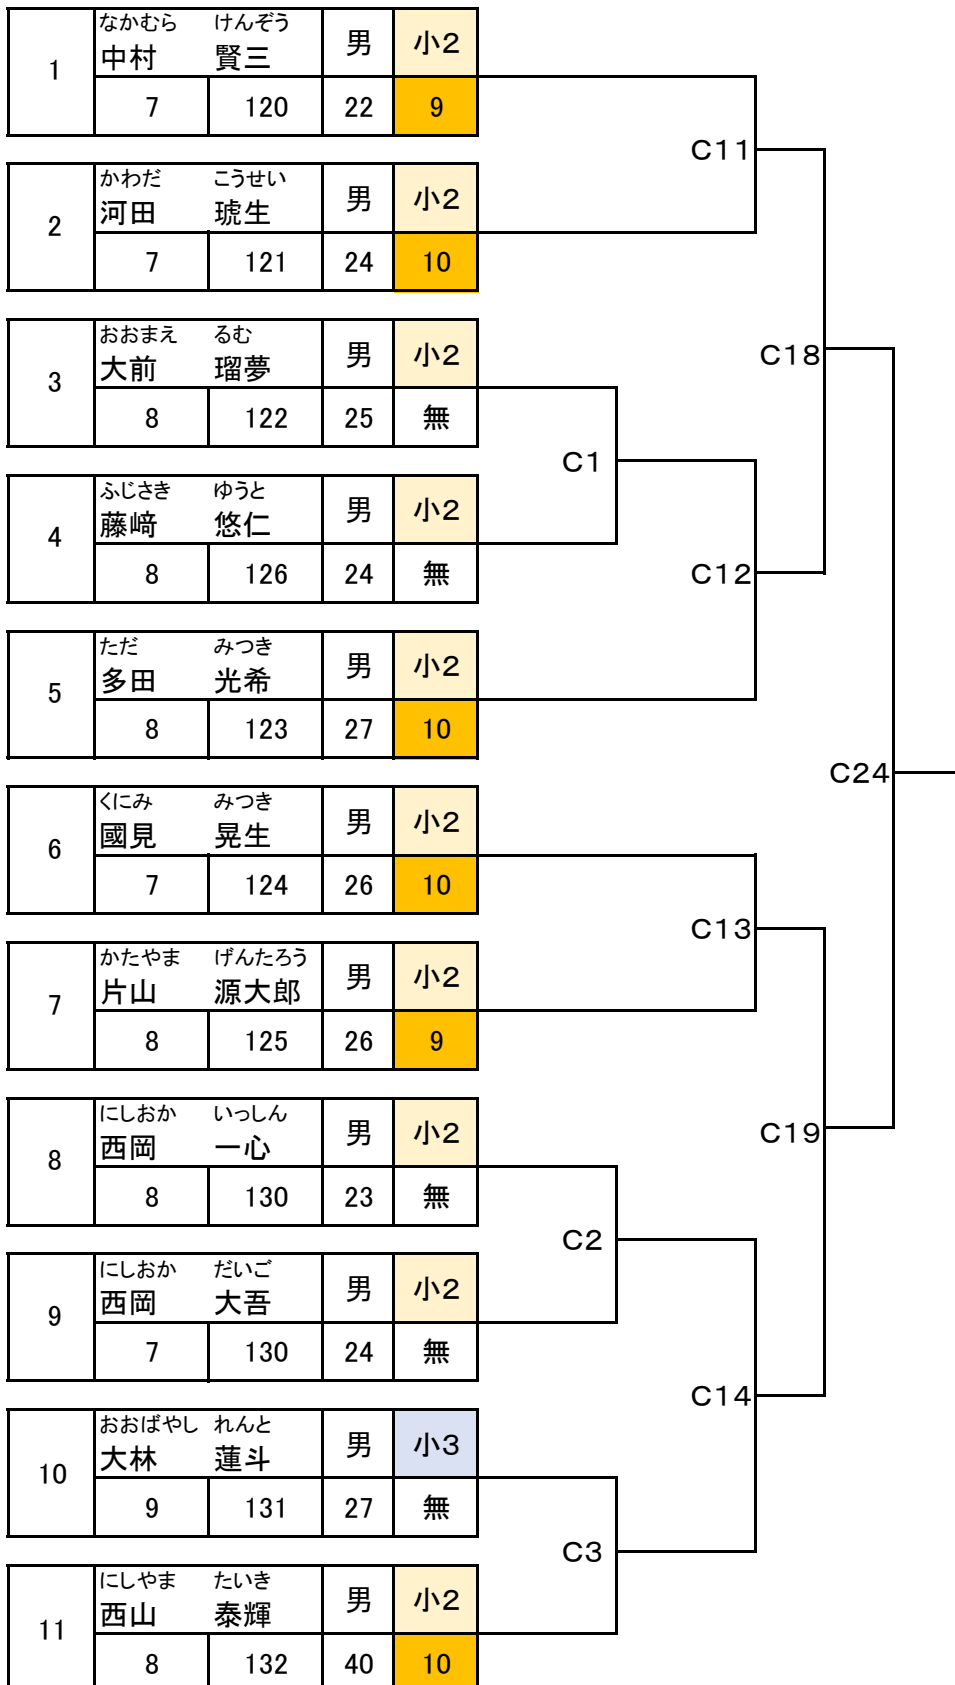 なかむら けんぞう
1 中村 賢三 男 小2
7 120 22 9
C11
かわだ こうせい
2 河田 琥生 男 小2
7 121 24 10
おおまえ るむ
3 大前 瑠夢 男 小2
C18
8 122 25 無
C1
ふじさき ゆうと
4 藤﨑 悠仁 男 小2
8 126 24 無
C12
ただ みつき
5 多田 光希 男 小2
8 123 27 10
C24
くにみ みつき
6 國見 晃生 男 小2
7 124 26 10
C13
かたやま げんたろう
7 片山 源大郎 男 小2
8 125 26 9
にしおか いっしん
8 西岡 一心 男 小2
C19
8 130 23 無
C2
にしおか だいご
9 西岡 大吾 男 小2
7 130 24 無
C14
おおばやし れんと
10 大林 蓮斗 男 小3
9 131 27 無
C3
にしやま たいき
11 西山 泰輝 男 小2
8 132 40 10